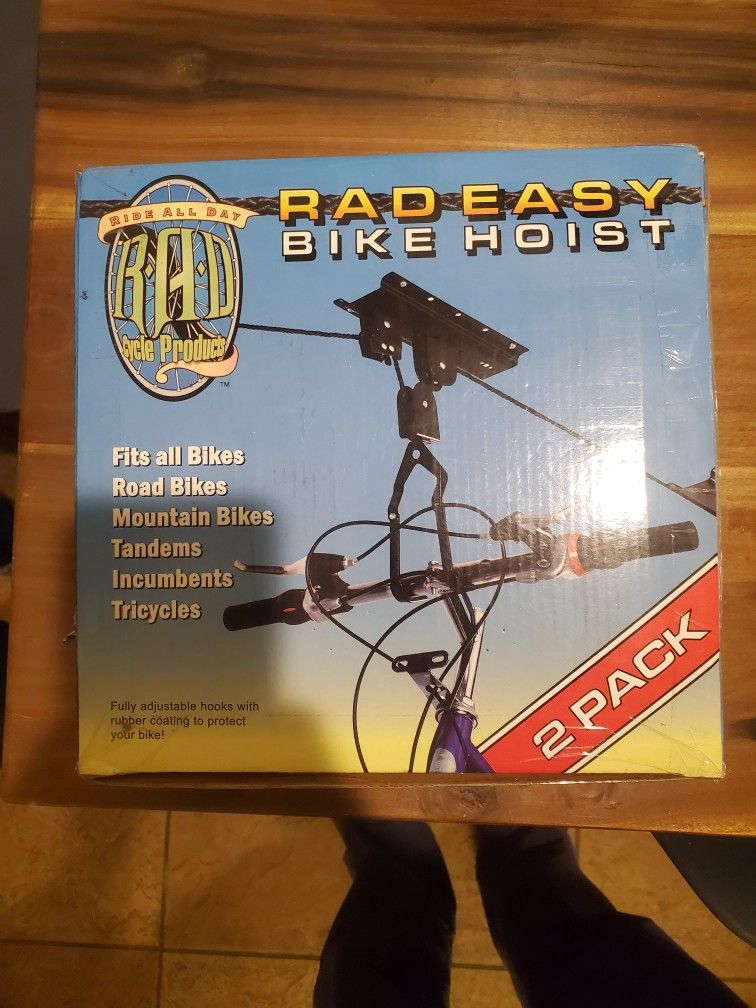 RIDE ALL DAY
R·A·D
Cycle Products
TM
RAD EASY
BIKE HOIST
Fits all Bikes
Road Bikes
Mountain Bikes
Tandems
Incumbents
Tricycles
Fully adjustable hooks with
rubber coating to protect
your bike!
2 PACK